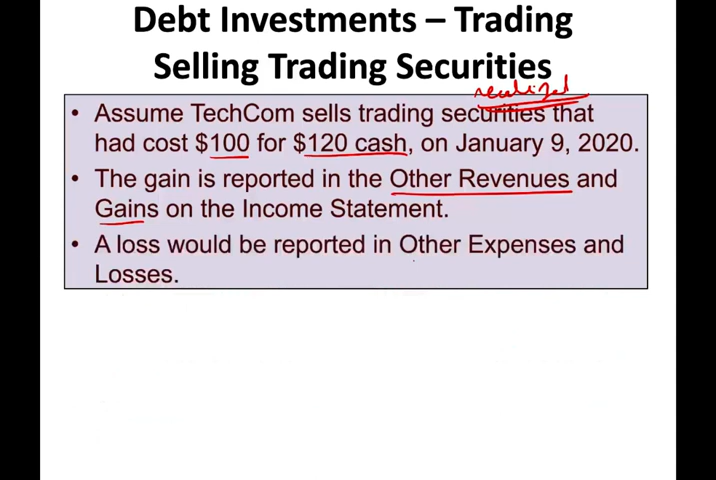 Debt Investments – Trading
Selling Trading Securities
realized
• Assume TechCom sells trading securities that
had cost $100 for $120 cash, on January 9, 2020.
• The gain is reported in the Other Revenues and
Gains on the Income Statement.
• A loss would be reported in Other Expenses and
Losses.